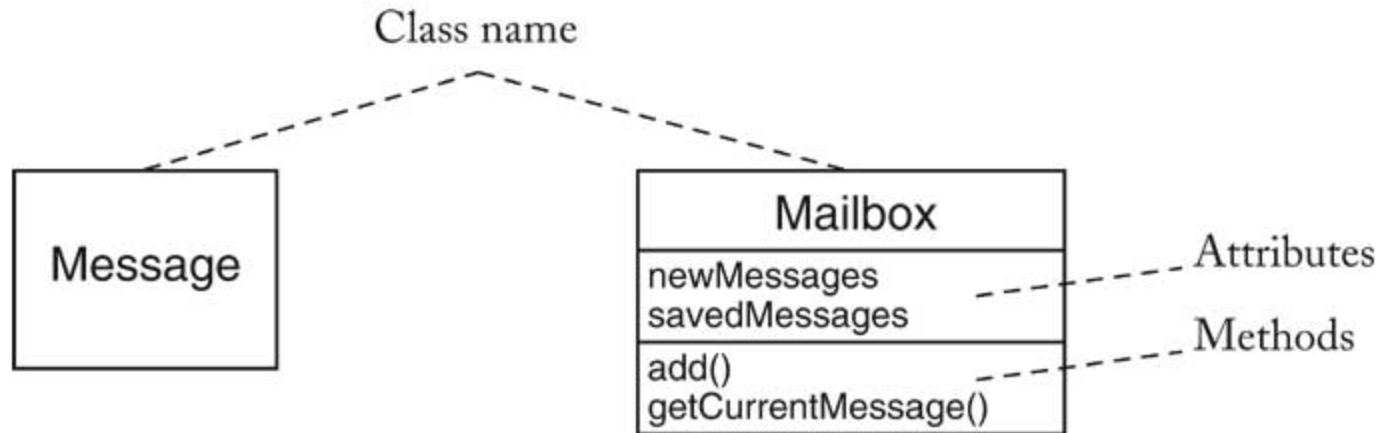 Class name
Message
Mailbox
newMessages
savedMessages
Attributes
add()
getCurrentMessage()
Methods